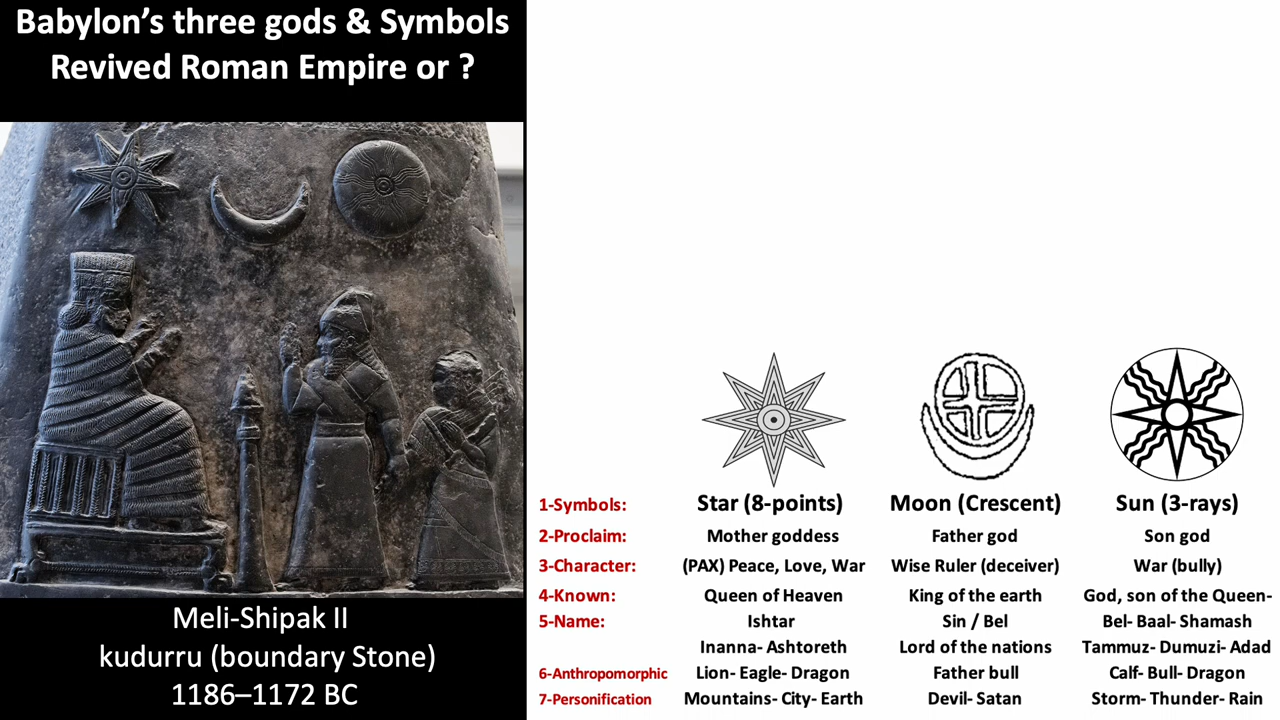 Babylon's three gods & Symbols
Revived Roman Empire or ?
Meli-Shipak II
kudurru (boundary Stone)
1186–1172 BC
1-Symbols: Star (8-points) Moon (Crescent) Sun (3-rays)
2-Proclaim: Mother goddess Father god Son god
3-Character: (PAX) Peace, Love, War Wise Ruler (deceiver) War (bully)
4-Known: Queen of Heaven King of the earth God, son of the Queen-
5-Name: Ishtar Sin / Bel Bel- Baal- Shamash
Inanna- Ashtoreth Lord of the nations Tammuz- Dumuzi- Adad
6-Anthropomorphic Lion- Eagle- Dragon Father bull Calf- Bull- Dragon
7-Personification Mountains- City- Earth Devil- Satan Storm- Thunder- Rain